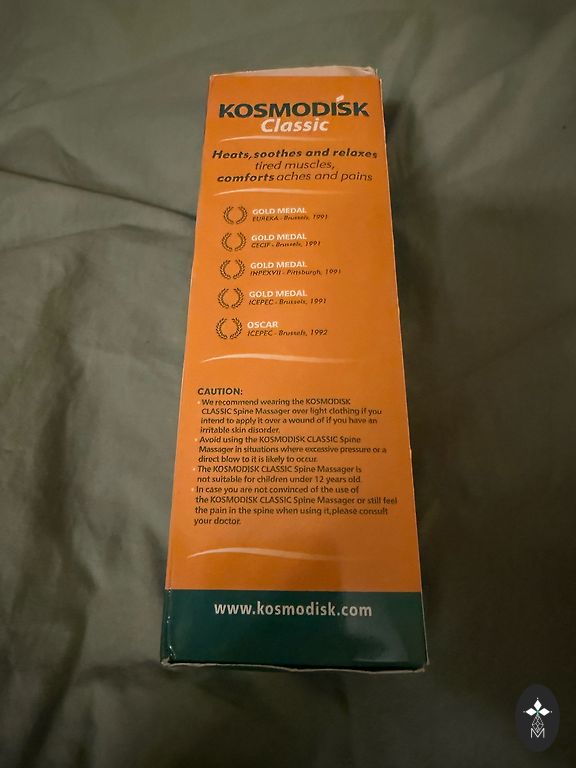 KOSMODISK
Classic
Heats, soothes and relaxes
tired muscles,
comforts aches and pains
GOLD MEDAL
EUREKA - Brussels, 1991
GOLD MEDAL
CECIF - Brussels, 1991
GOLD MEDAL
INPEXVII - Pittsburgh, 1991
GOLD MEDAL
ICEPEC - Brussels, 1991
OSCAR
ICEPEC - Brussels, 1992
CAUTION:
• We recommend wearing the KOSMODISK
CLASSIC Spine Massager over light clothing if you
intend to apply it over a wound of if you have an
irritable skin disorder.
• Avoid using the KOSMODISK CLASSIC Spine
Massager in situations where excessive pressure or a
direct blow to it is likely to occur.
• The KOSMODISK CLASSIC Spine Massager is
not suitable for children under 12 years old.
• In case you are not convinced of the use of
the KOSMODISK CLASSIC Spine Massager or still feel
the pain in the spine when using it,please consult
your doctor.
www.kosmodisk.com
M